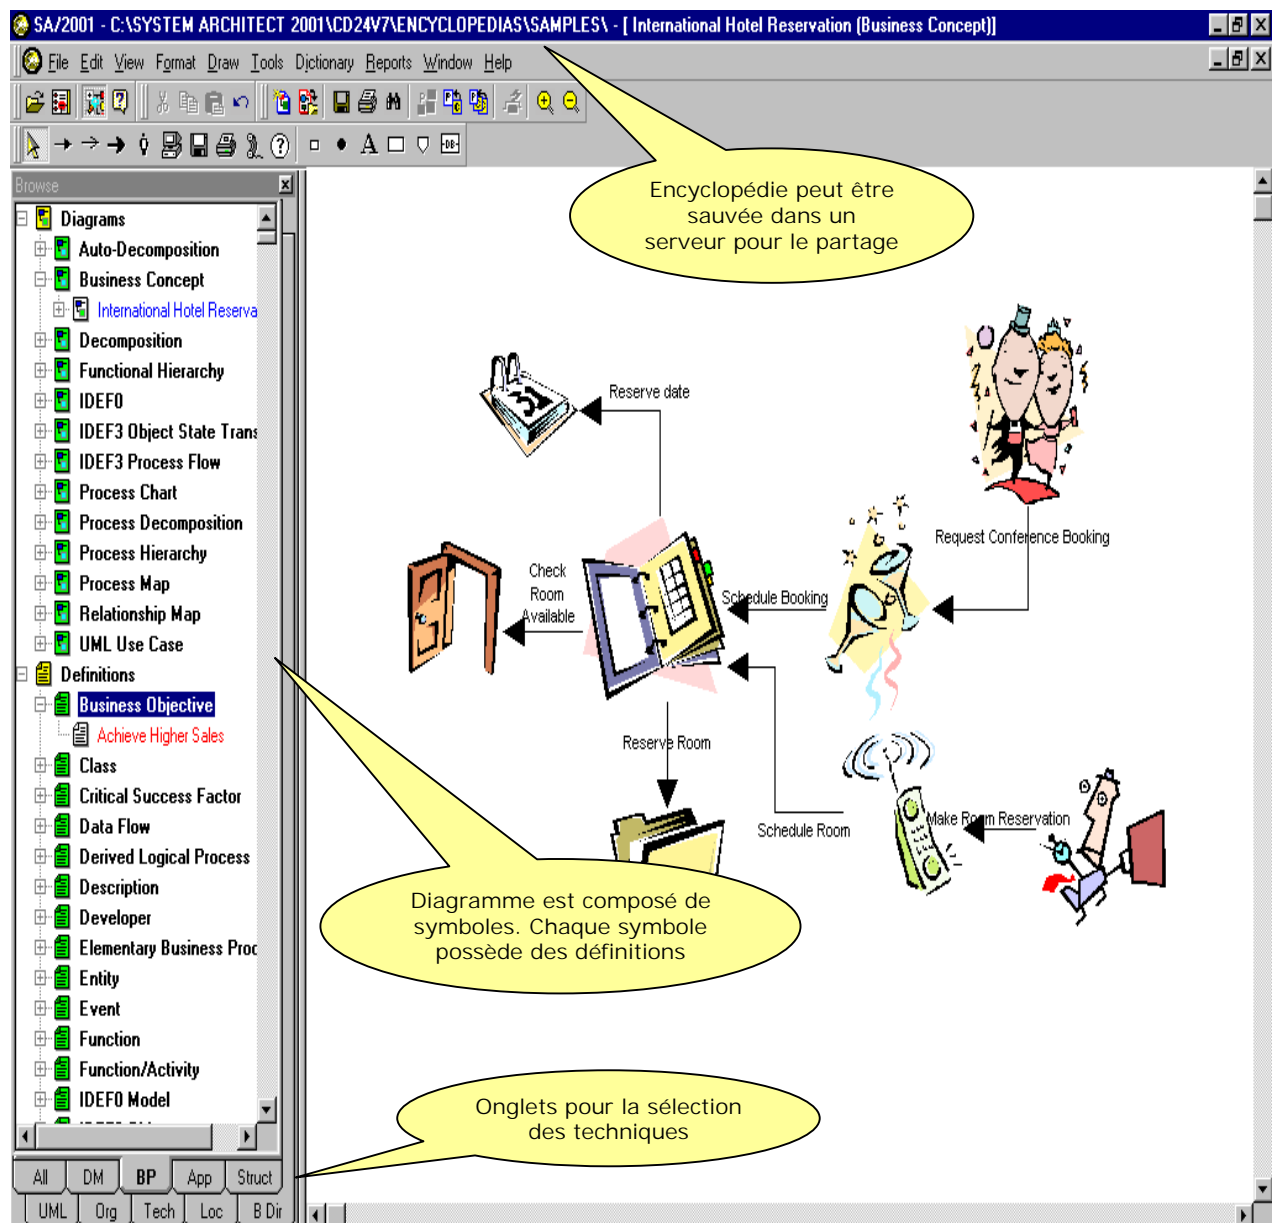 SA/2001 - C:\SYSTEM ARCHITECT 2001\CD24V7\ENCYCLOPEDIAS\SAMPLES\ - [ International Hotel Reservation (Business Concept)]
File Edit View Format Draw Tools Dictionary Reports Window Help
A
-DB-
Browse
Diagrams
Auto-Decomposition
Business Concept
International Hotel Reserva
Decomposition
Functional Hierarchy
IDEF0
IDEF3 Object State Trans
IDEF3 Process Flow
Process Chart
Process Decomposition
Process Hierarchy
Process Map
Relationship Map
UML Use Case
Definitions
Business Objective
Achieve Higher Sales
Class
Critical Success Factor
Data Flow
Derived Logical Process
Description
Developer
Elementary Business Proc
Entity
Event
Function
Function/Activity
IDEF0 Model
All DM BP App Struct
UML Org Tech Loc B Dir
Encyclopédie peut être
sauvée dans un
serveur pour le partage
31
Reserve date
Request Conference Booking
Check
Room
Available
Schedule Booking
Reserve Room
Schedule Room
Make Room Reservation
Diagramme est composé de
symboles. Chaque symbole
possède des définitions
Onglets pour la sélection
des techniques